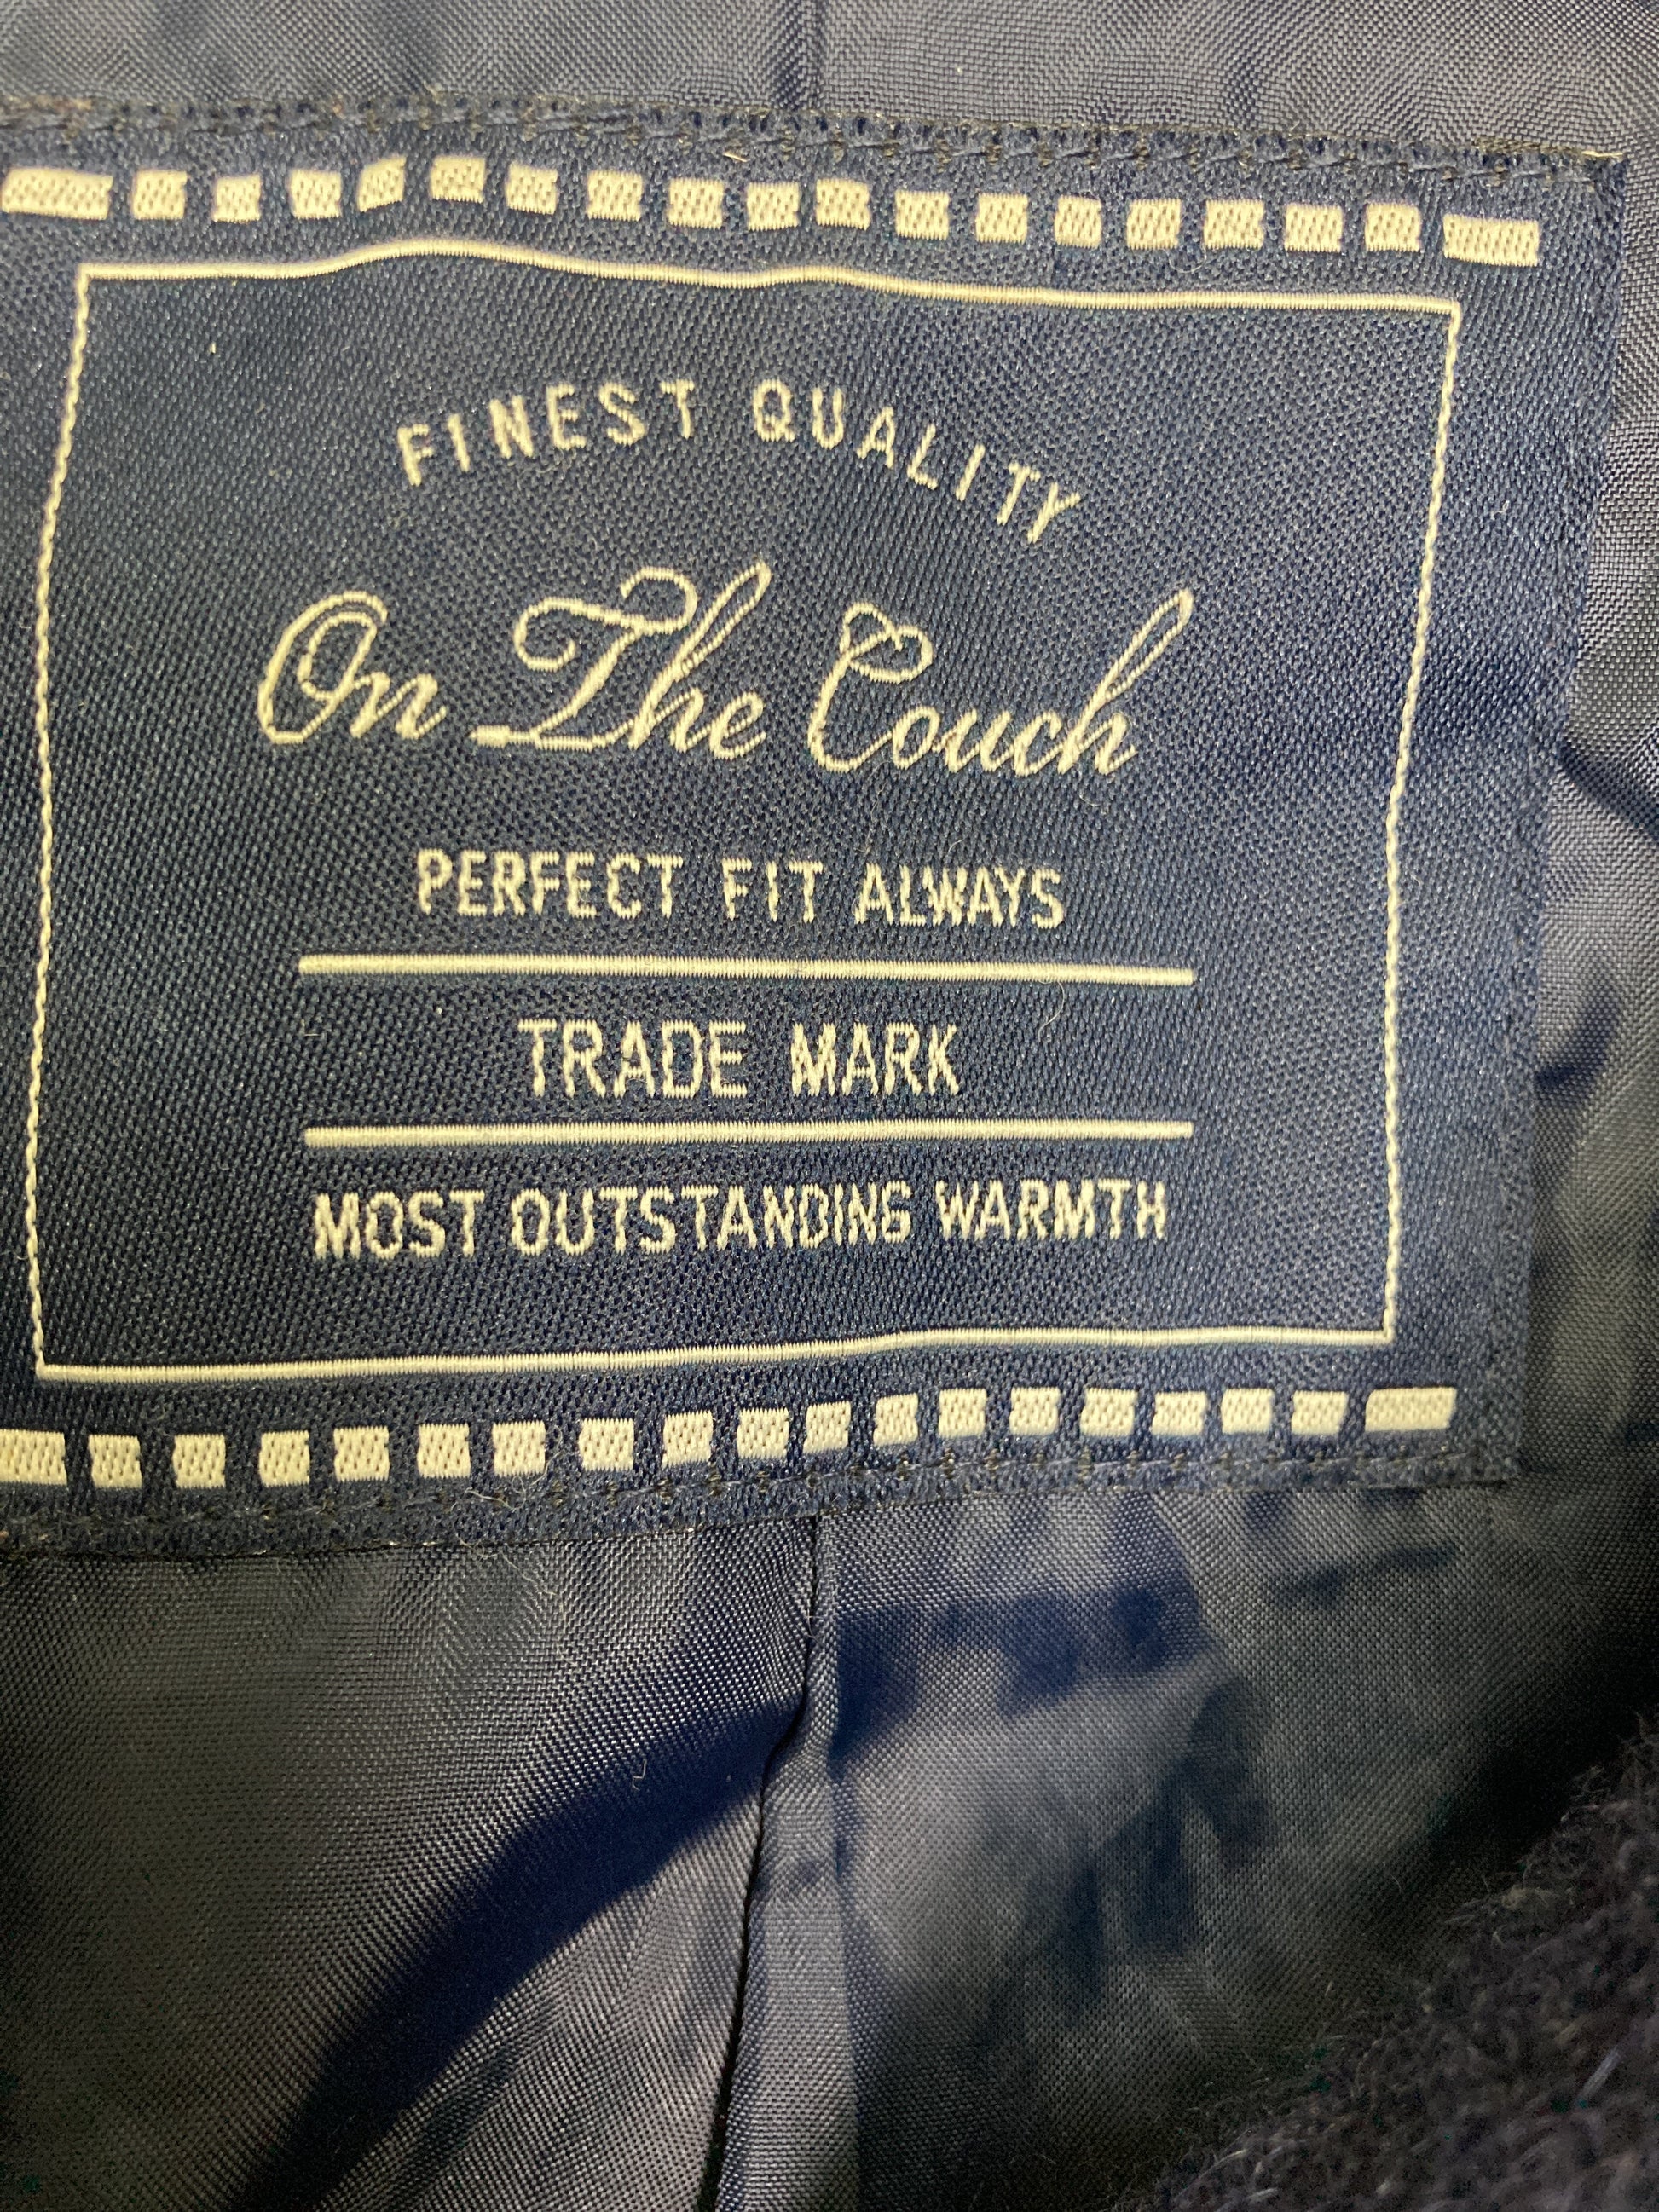 FINEST QUALITY
On The Couch
PERFECT FIT ALWAYS
TRADE MARK
MOST OUTSTANDING WARMTH